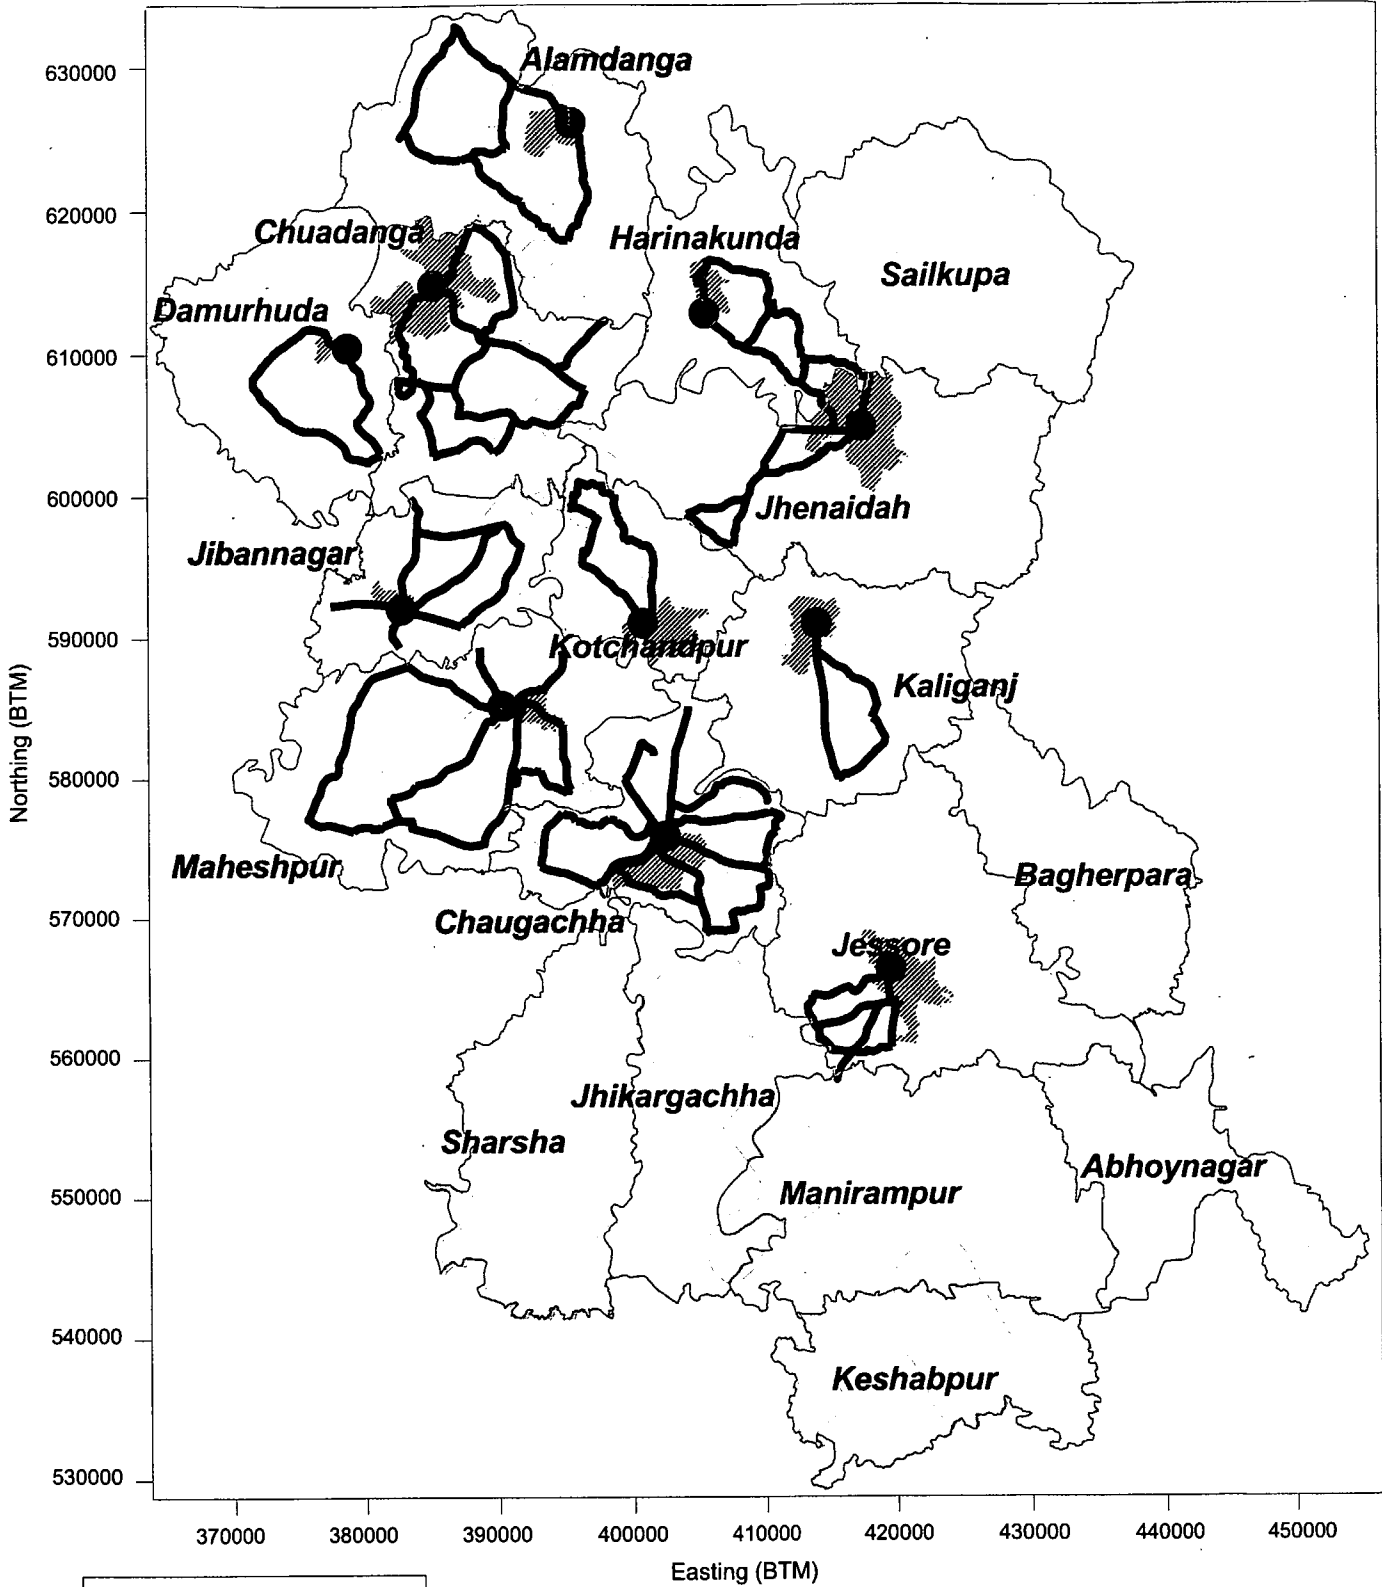 Alamdanga
630000
620000
Chuadanga
Harinakunda
Sailkupa
Damurhuda
610000
600000
Jhenaidah
Jibannagar
590000
Kotchandpur
Kaliganj
Northing (BTM)
580000
Maheshpur
Bagherpara
570000
Chaugachha
Jessore
560000
Jhikargachha
Sharsha
Abhoynagar
550000
Manirampur
540000
Keshabpur
530000
370000 380000 390000 400000 410000 420000 430000 440000 450000
Easting (BTM)